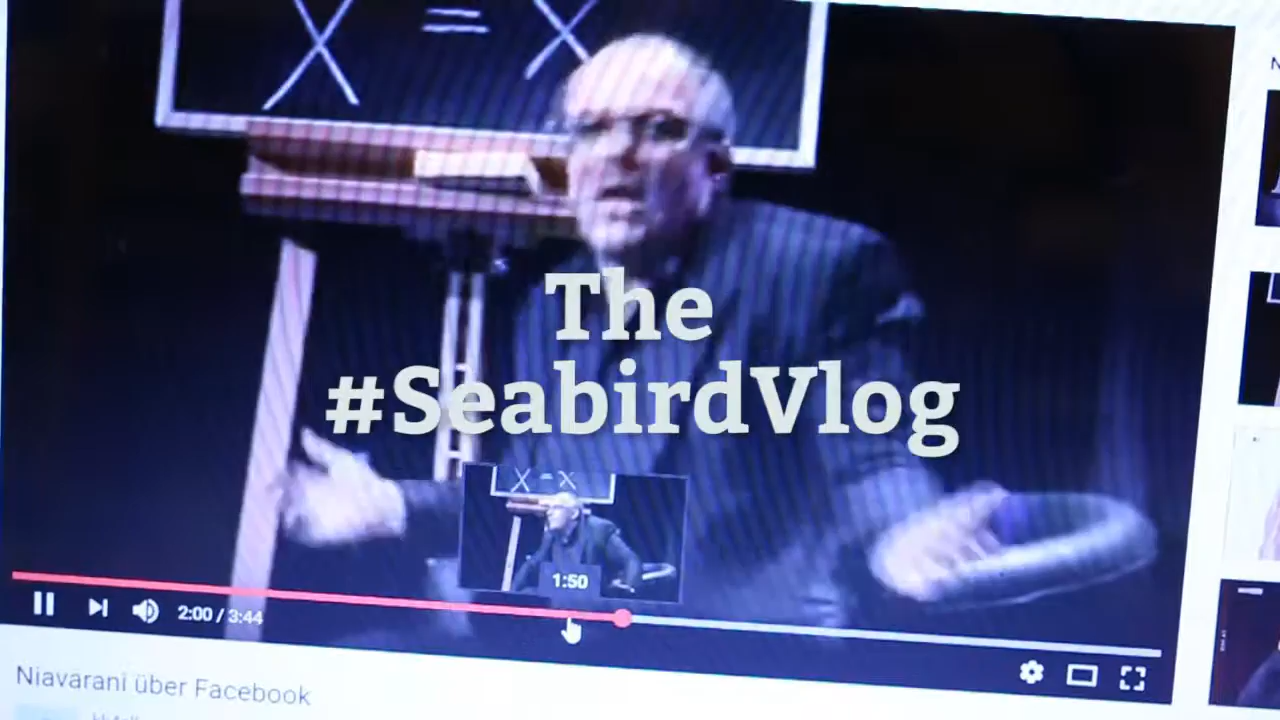 X = X
The
#SeabirdVlog
X = X
1:50
2:00 / 3:44
Niavarani über Facebook